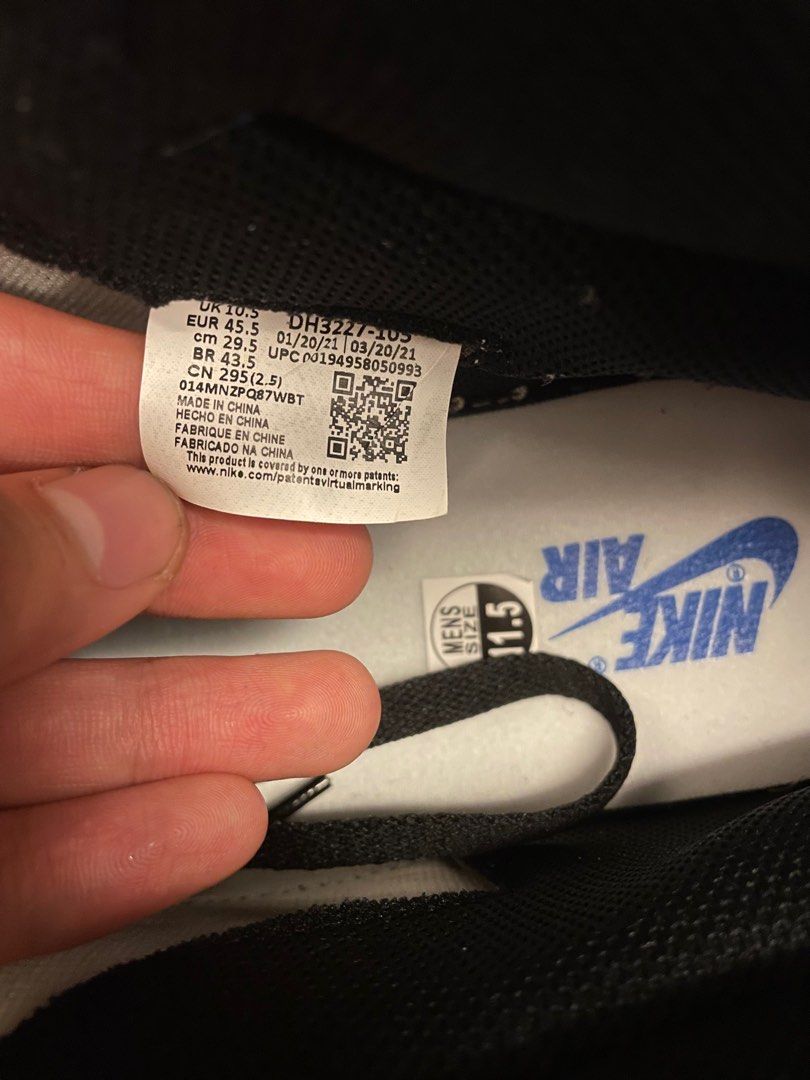 UK 10.5
EUR 45.5
cm 29.5
BR 43.5
CN 295(2.5)
014MNZPQ87WBT
DH3227-105
01/20/21 | 03/20/21
UPC 00194958050993
MADE IN CHINA
HECHO EN CHINA
FABRIQUE EN CHINE
FABRICADO NA CHINA
This product is covered by one or more patents:
www.nike.com/patentsvirtualmarking
MENS
SIZE
11.5
NIKE
AIR
®
®